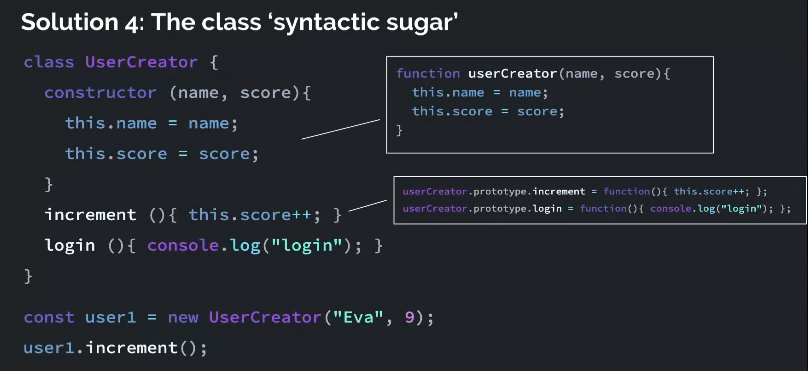 Solution 4: The class ‘syntactic sugar’
class UserCreator {
constructor (name, score){
this.name = name;
this.score = score;
}
increment (){ this.score++; }
login (){ console.log("login"); }
}
const user1 = new UserCreator("Eva", 9);
user1.increment();
function userCreator(name, score){
this.name = name;
this.score = score;
}
userCreator.prototype.increment = function(){ this.score++; };
userCreator.prototype.login = function(){ console.log("login"); };